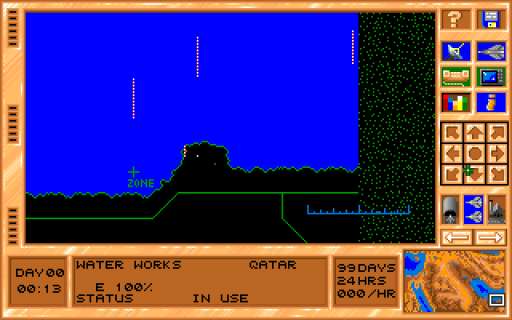 ?
ZONE
DAY00
00:13
WATER WORKS QATAR
E 100%
STATUS IN USE
99DAYS
24HRS
000/HR